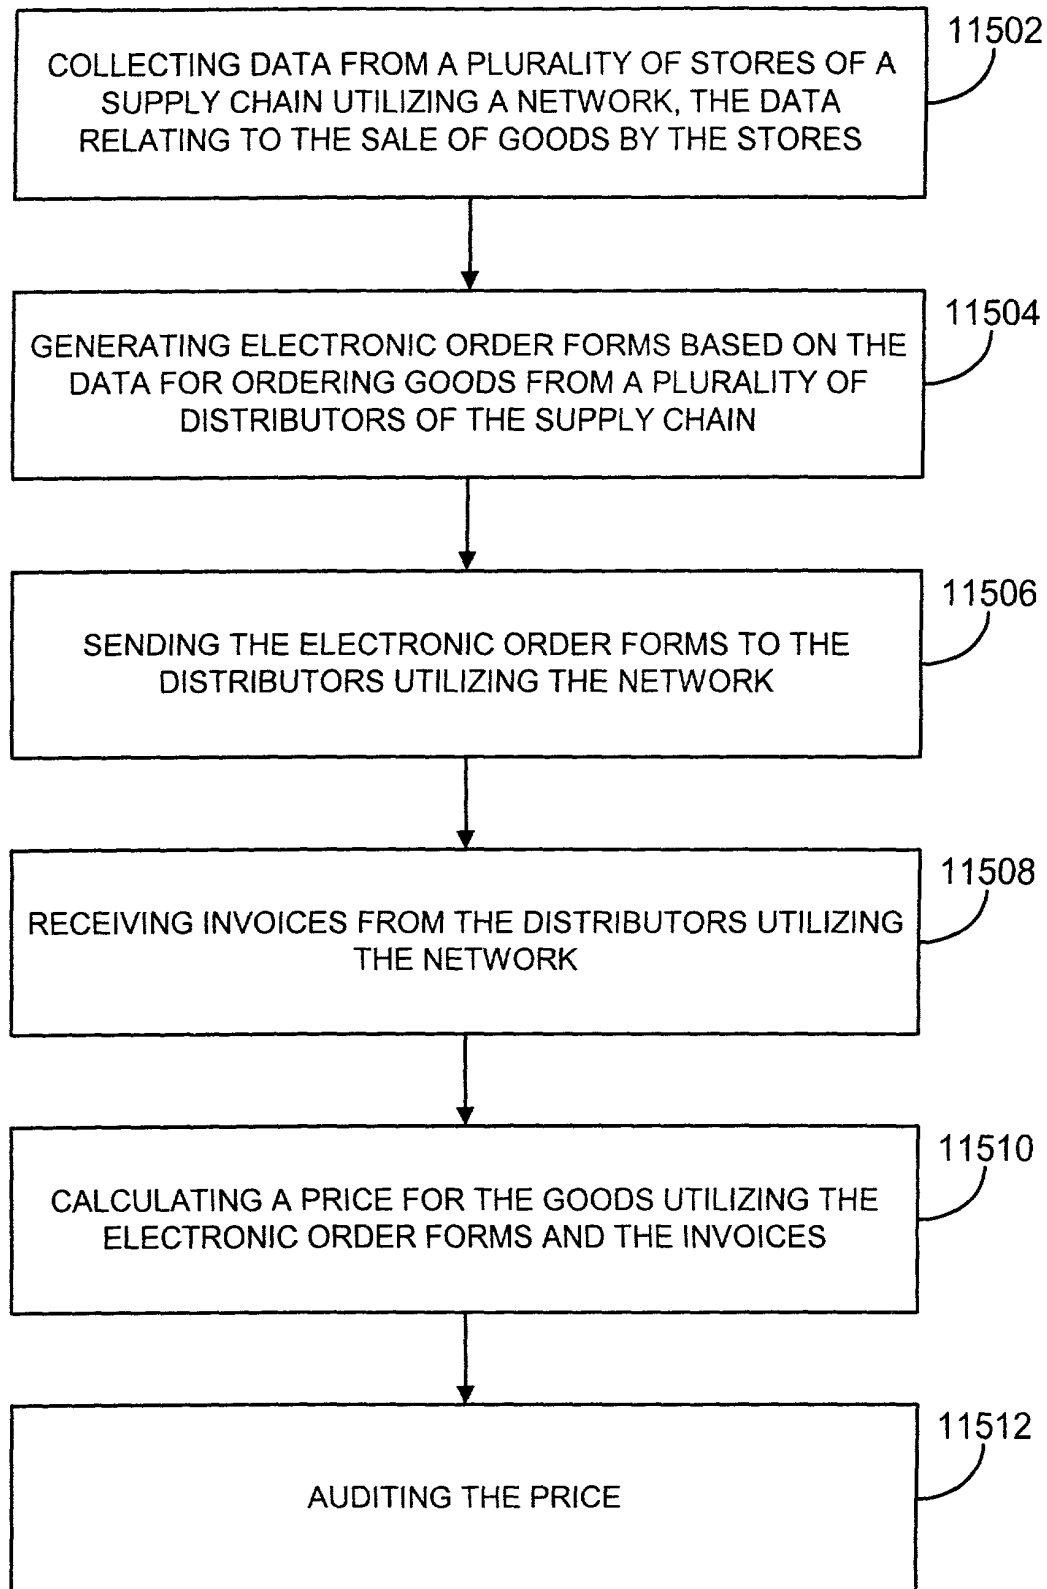 11502
COLLECTING DATA FROM A PLURALITY OF STORES OF A
SUPPLY CHAIN UTILIZING A NETWORK, THE DATA
RELATING TO THE SALE OF GOODS BY THE STORES
11504
GENERATING ELECTRONIC ORDER FORMS BASED ON THE
DATA FOR ORDERING GOODS FROM A PLURALITY OF
DISTRIBUTORS OF THE SUPPLY CHAIN
11506
SENDING THE ELECTRONIC ORDER FORMS TO THE
DISTRIBUTORS UTILIZING THE NETWORK
11508
RECEIVING INVOICES FROM THE DISTRIBUTORS UTILIZING
THE NETWORK
11510
CALCULATING A PRICE FOR THE GOODS UTILIZING THE
ELECTRONIC ORDER FORMS AND THE INVOICES
11512
AUDITING THE PRICE